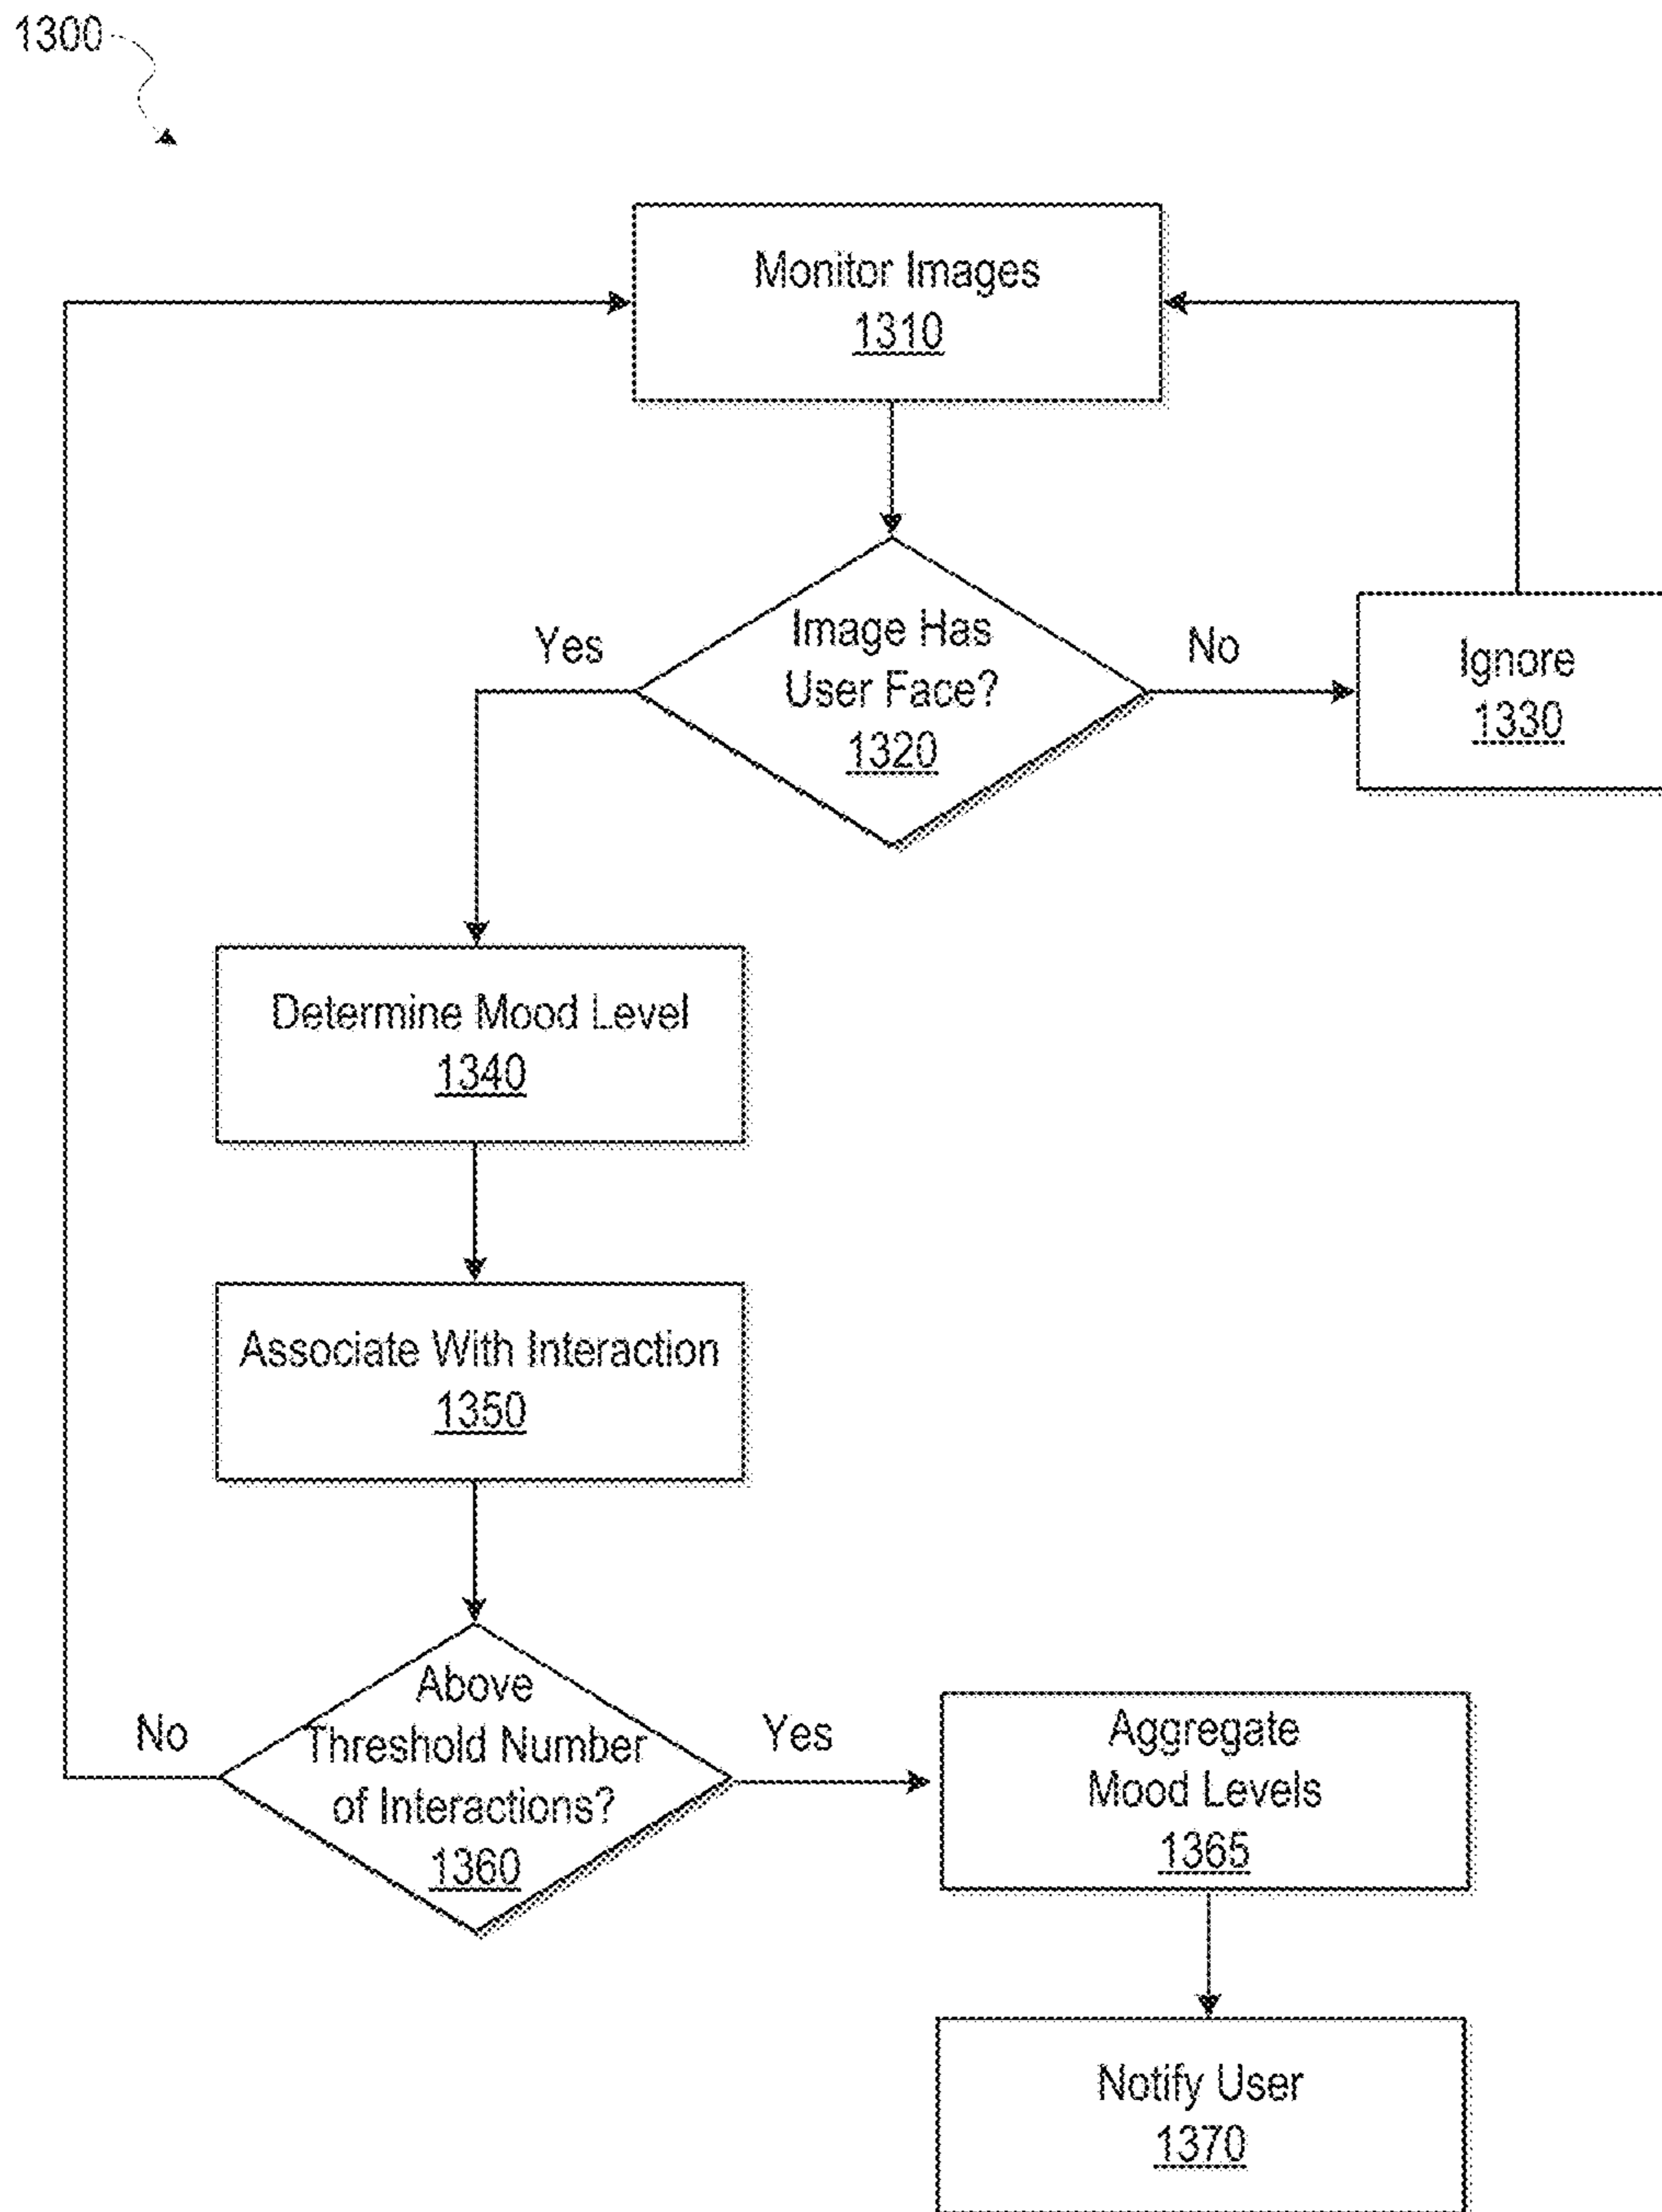 1300
Monitor Images
1310
Image Has
User Face?
1320
Yes
No
Ignore
1330
Determine Mood Level
1340
Associate With Interaction
1350
Above
Threshold Number
of Interactions?
1360
No
Yes
Aggregate
Mood Levels
1365
Notify User
1370